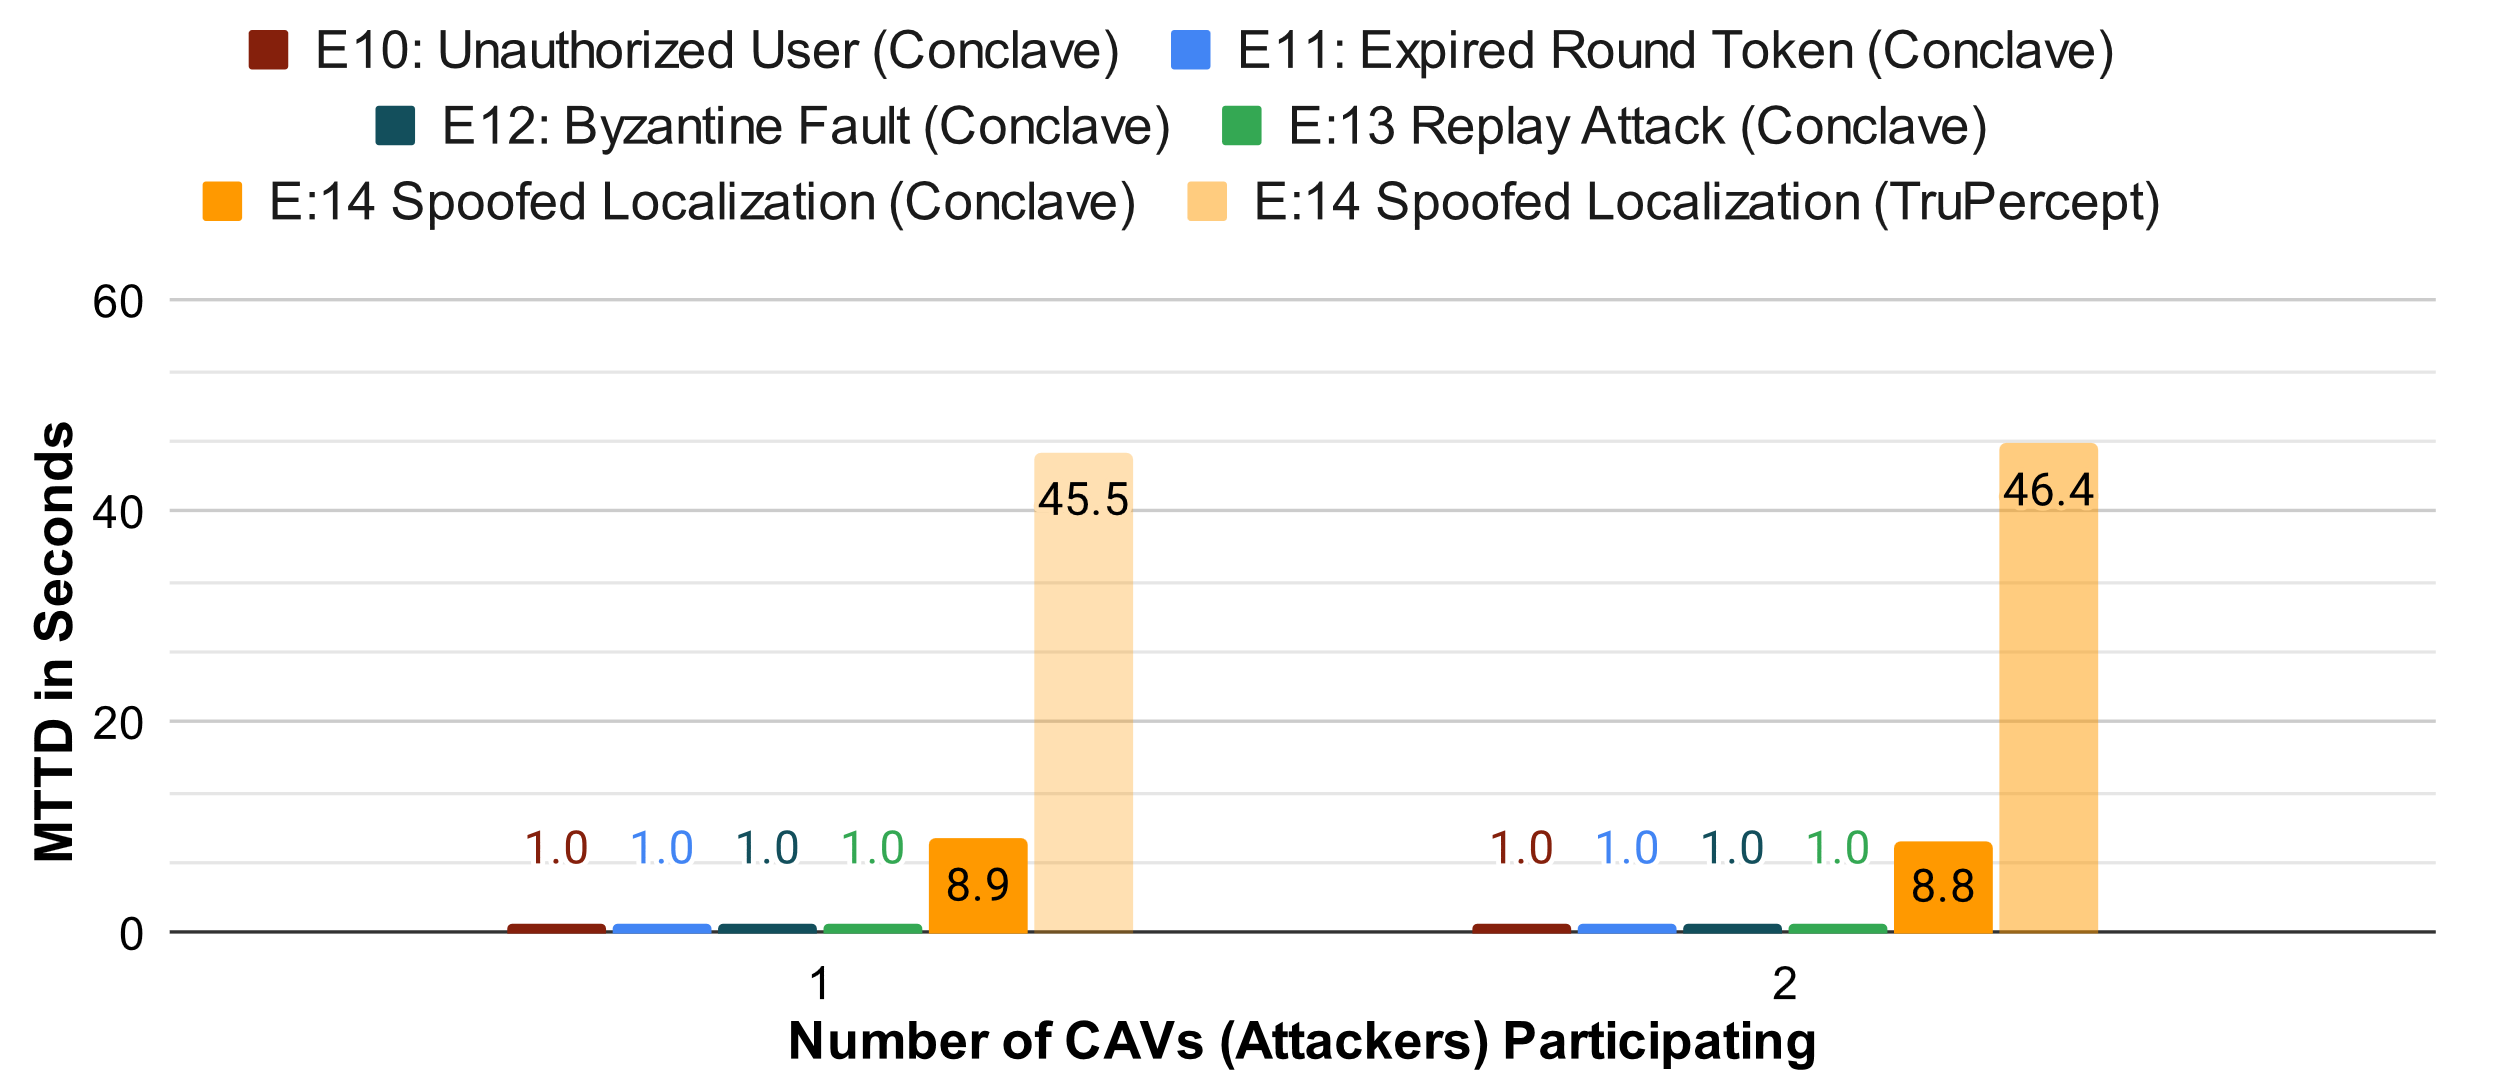 E10: Unauthorized User (Conclave) E11: Expired Round Token (Conclave)
E12: Byzantine Fault (Conclave) E:13 Replay Attack (Conclave)
E:14 Spoofed Localization (Conclave) E:14 Spoofed Localization (TruPercept)
60
40
20
0
MTTD in Seconds
1.0 1.0 1.0 1.0 8.9 45.5
1.0 1.0 1.0 1.0 8.8 46.4
1 2
Number of CAVs (Attackers) Participating